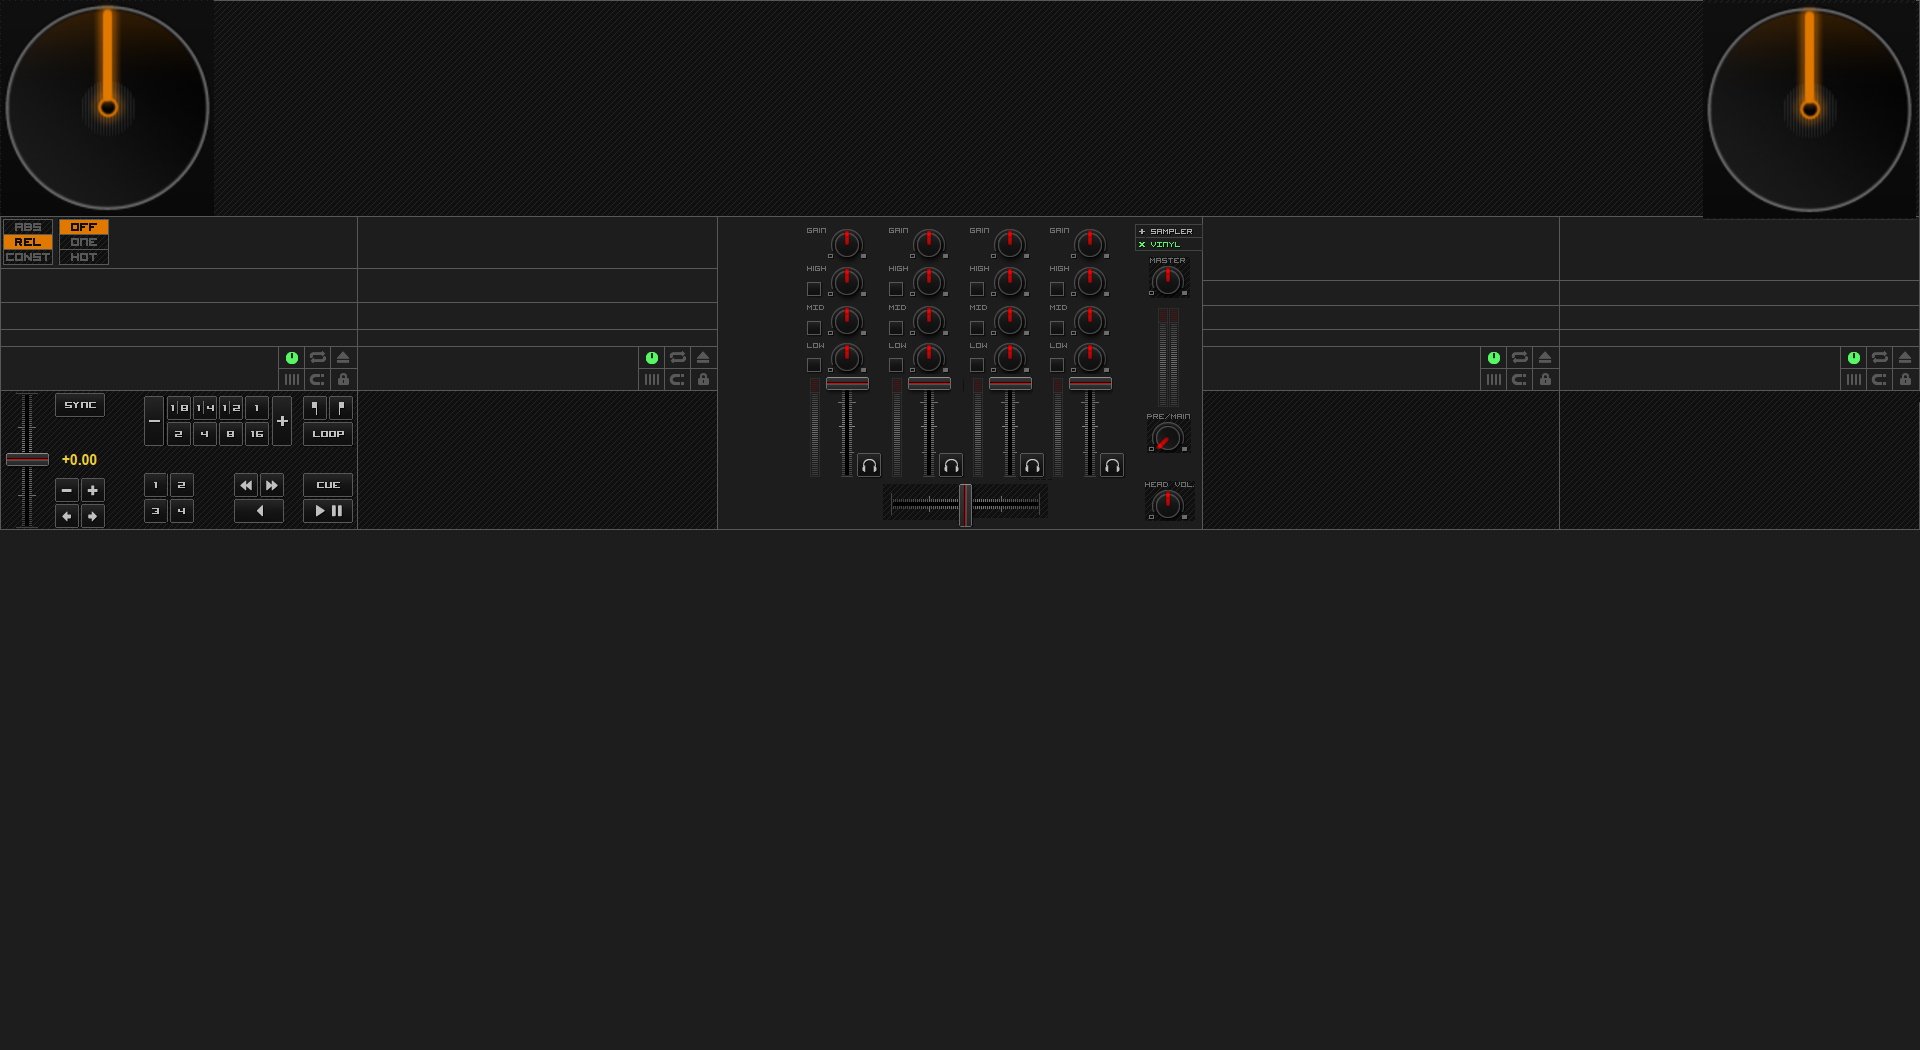 ABS OFF
REL ONE
CONST HOT
GAIN GAIN GAIN GAIN
+ SAMPLER
× VINYL
MASTER
HIGH HIGH HIGH HIGH
MID MID MID MID
LOW LOW LOW LOW
SYNC
− 1|8 1|4 1|2 1 +
2 4 8 16 LOOP
PRE/MAIN
+0.00
− +
1 2 CUE
3 4
HEAD VOL.